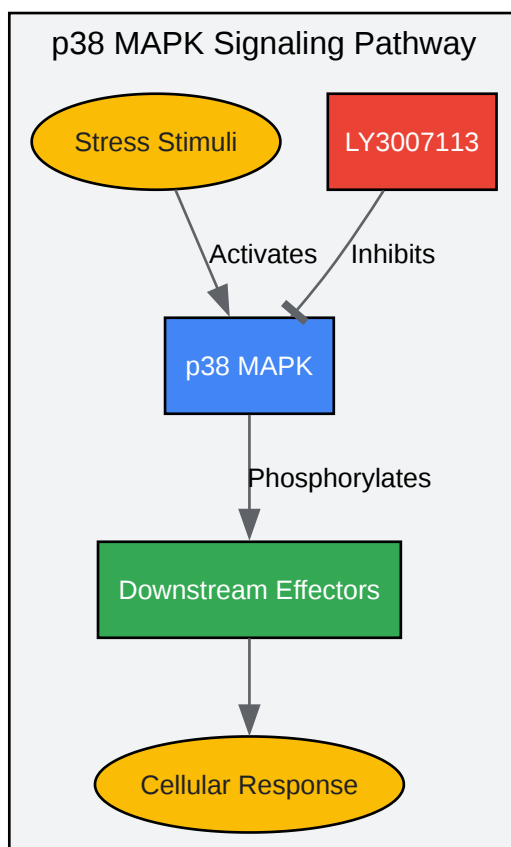 p38 MAPK Signaling Pathway
Stress Stimuli
LY3007113
Activates
Inhibits
p38 MAPK
Phosphorylates
Downstream Effectors
Cellular Response